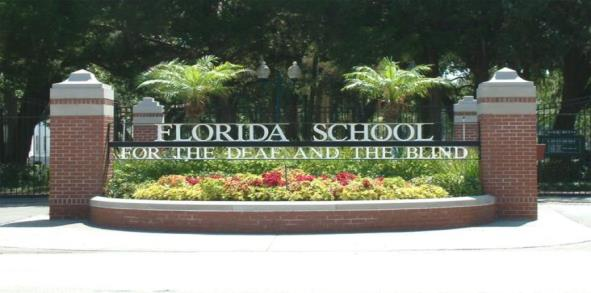 FLORIDA SCHOOL
FOR THE DEAF AND THE BLIND